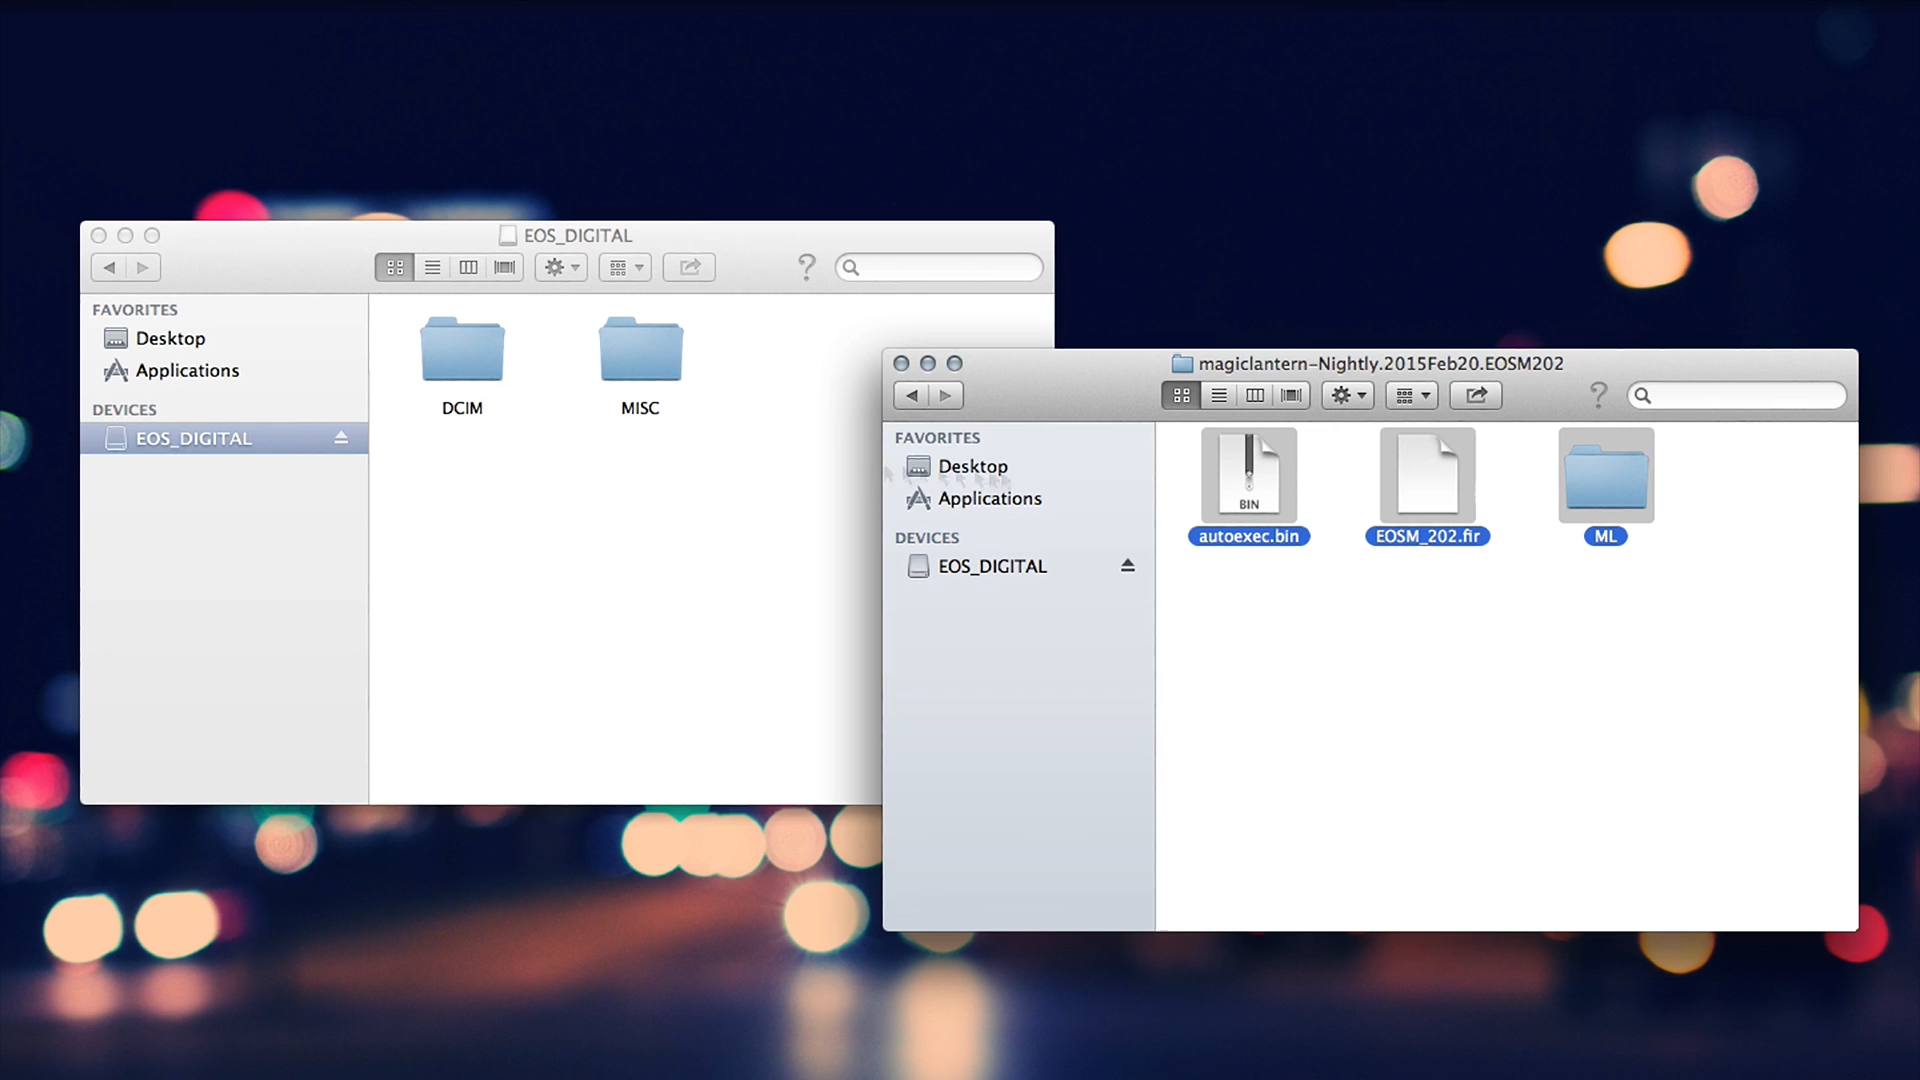 EOS_DIGITAL
FAVORITES
Desktop
Applications
DEVICES
EOS_DIGITAL
DCIM
MISC
magiclantern-Nightly.2015Feb20.EOSM202
FAVORITES
Desktop
Applications
DEVICES
EOS_DIGITAL
BIN
autoexec.bin
EOSM_202.fir
ML